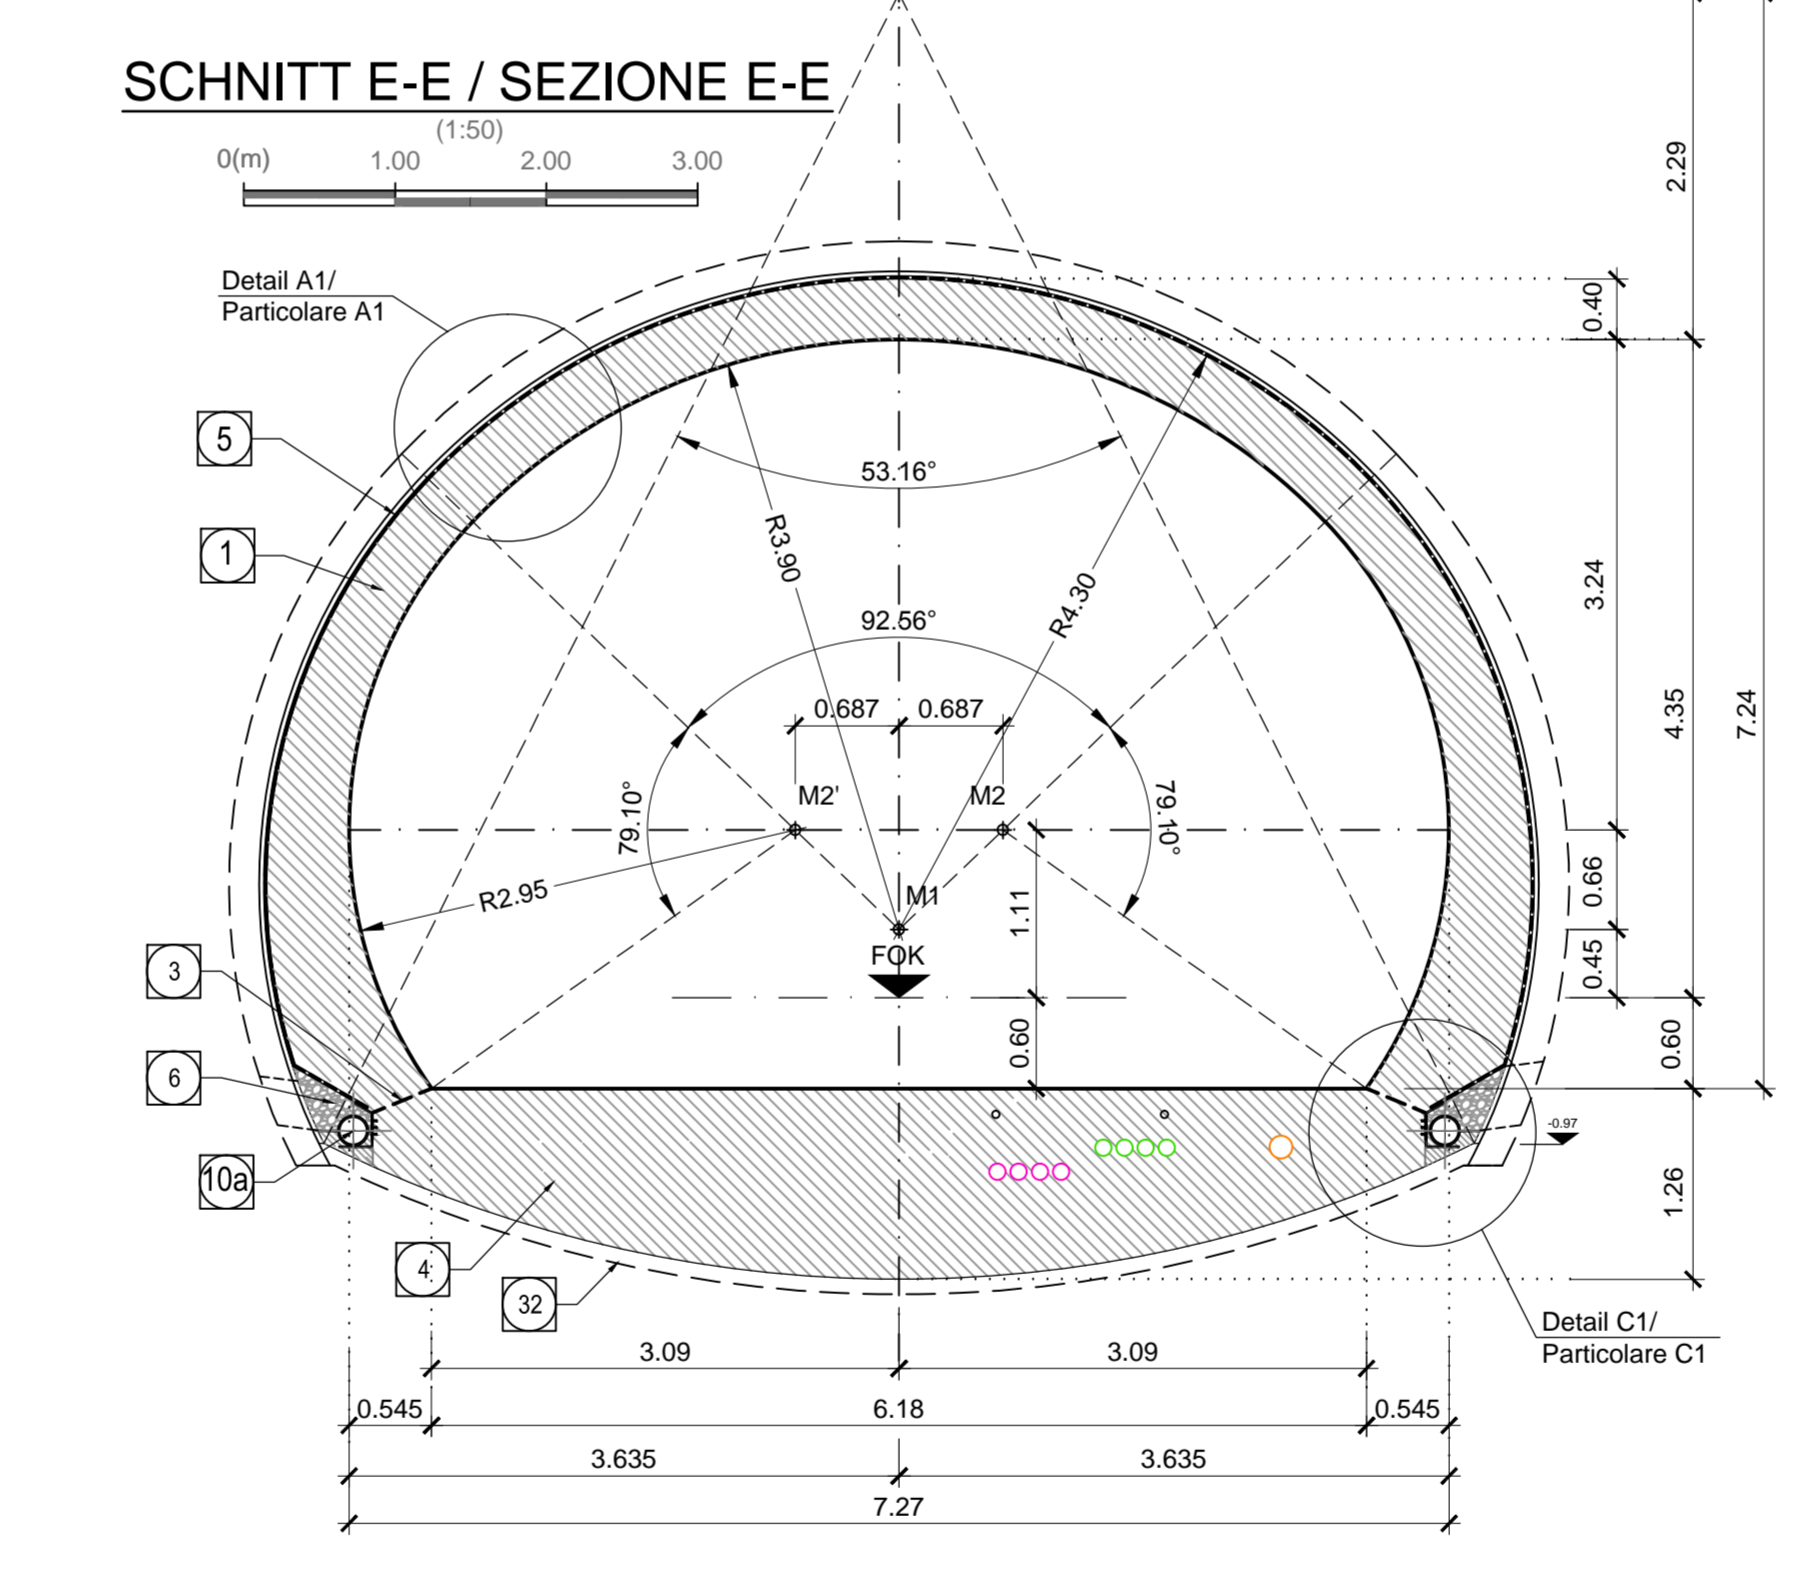 SCHNITT E-E / SEZIONE E-E
(1:50)
0(m) 1.00 2.00 3.00
2.29
Detail A1/
Particolare A1
0.40
5
53.16°
1
R3.90
R4.30
3.24
92.56°
4.35
7.24
0.687 0.687
M2' M2
79.10°
79.10°
R2.95
M1
0.66
1.11
FOK
0.45
3
0.60
0.60
6
-0.97
10a
1.26
4
32
Detail C1/
Particolare C1
3.09 3.09
0.545 6.18 0.545
3.635 3.635
7.27